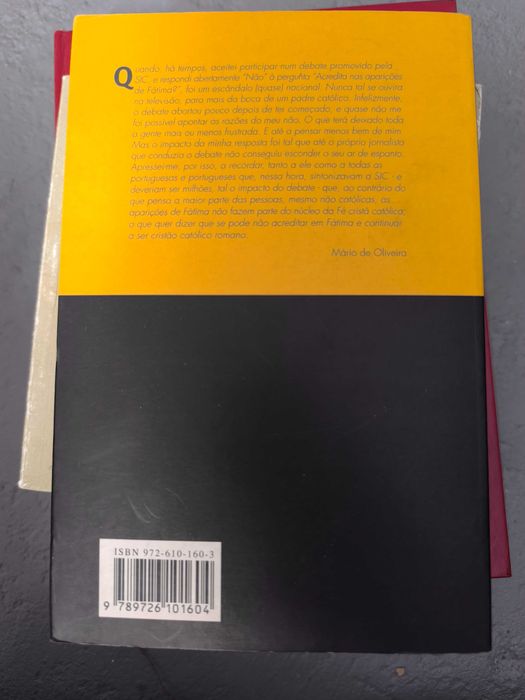 Quando, há tempos, aceitei participar num debate promovido pela
SIC e respondi abertamente "Não" à pergunta "Acredita nas aparições
de Fátima?", foi um escândalo (quase) nacional. Nunca tal se ouvira
na televisão, para mais da boca de um padre católico. Infelizmente,
o debate abortou pouco depois de ter começado, e quase não me
foi possível apontar as razões do meu não. O que terá deixado toda
a gente mais ou menos frustrada. E até a pensar menos bem de mim.
Mas o impacto da minha resposta foi tal que até o próprio jornalista
que conduzia o debate não conseguiu esconder o seu ar de espanto.
Apressei-me, por isso, a recordar, tanto a ele como a todas as
portuguesas e portugueses que, nessa hora, sintonizavam a SIC - e
deveriam ser milhões, tal o impacto do debate - que, ao contrário do
que pensa a maior parte das pessoas, mesmo não católicas, as
aparições de Fátima não fazem parte do núcleo da Fé cristã católica;
o que quer dizer que se pode não acreditar em Fátima e continuar
a ser cristão católico romano.
Mário de Oliveira
ISBN 972-610-160-3
9 789726 101604